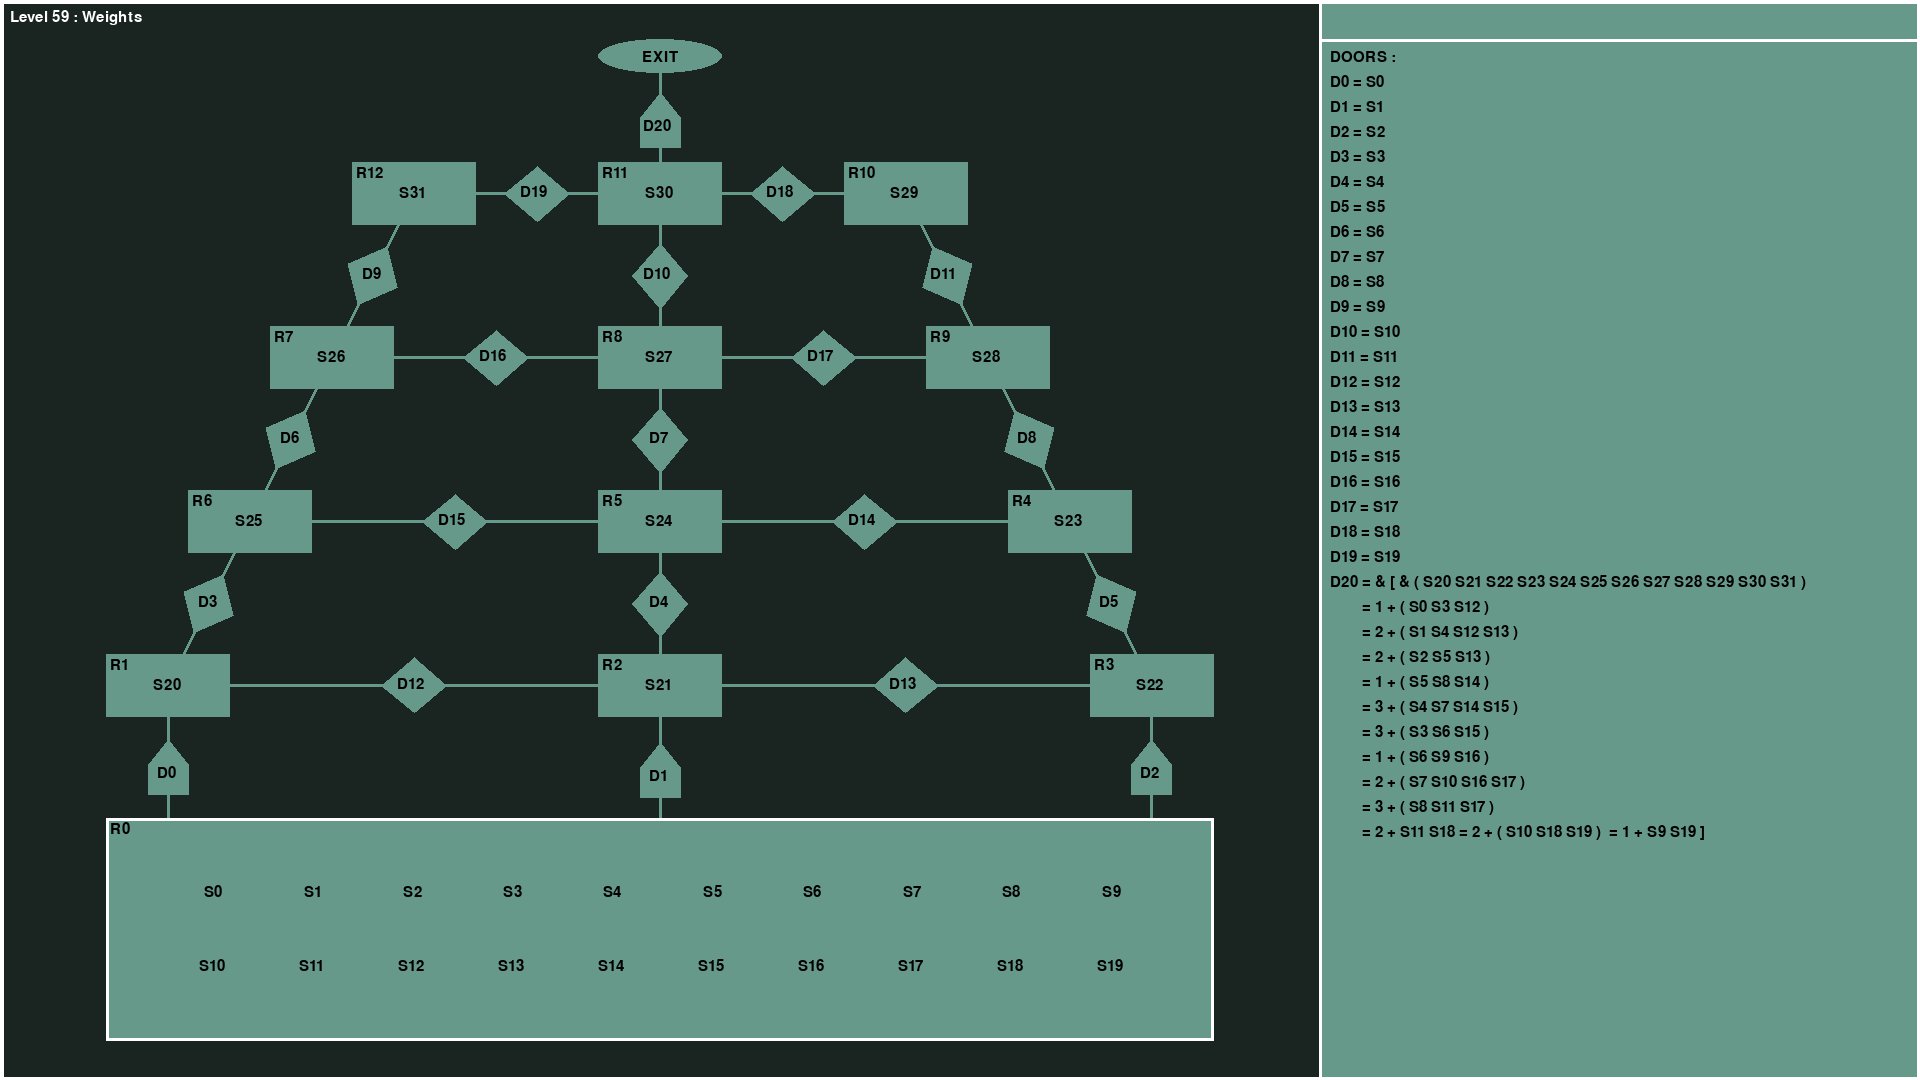 Level 59 : Weights
EXIT
D20
R12
S31
D19
R11
S30
D18
R10
S29
D9
D10
D11
R7
S26
D16
R8
S27
D17
R9
S28
D6
D7
D8
R6
S25
D15
R5
S24
D14
R4
S23
D3
D4
D5
R1
S20
D12
R2
S21
D13
R3
S22
D0
D1
D2
R0
S0 S1 S2 S3 S4 S5 S6 S7 S8 S9
S10 S11 S12 S13 S14 S15 S16 S17 S18 S19
DOORS :
D0 = S0
D1 = S1
D2 = S2
D3 = S3
D4 = S4
D5 = S5
D6 = S6
D7 = S7
D8 = S8
D9 = S9
D10 = S10
D11 = S11
D12 = S12
D13 = S13
D14 = S14
D15 = S15
D16 = S16
D17 = S17
D18 = S18
D19 = S19
D20 = & [ & ( S20 S21 S22 S23 S24 S25 S26 S27 S28 S29 S30 S31 )
= 1 + ( S0 S3 S12 )
= 2 + ( S1 S4 S12 S13 )
= 2 + ( S2 S5 S13 )
= 1 + ( S5 S8 S14 )
= 3 + ( S4 S7 S14 S15 )
= 3 + ( S3 S6 S15 )
= 1 + ( S6 S9 S16 )
= 2 + ( S7 S10 S16 S17 )
= 3 + ( S8 S11 S17 )
= 2 + S11 S18 = 2 + ( S10 S18 S19 ) = 1 + S9 S19 ]